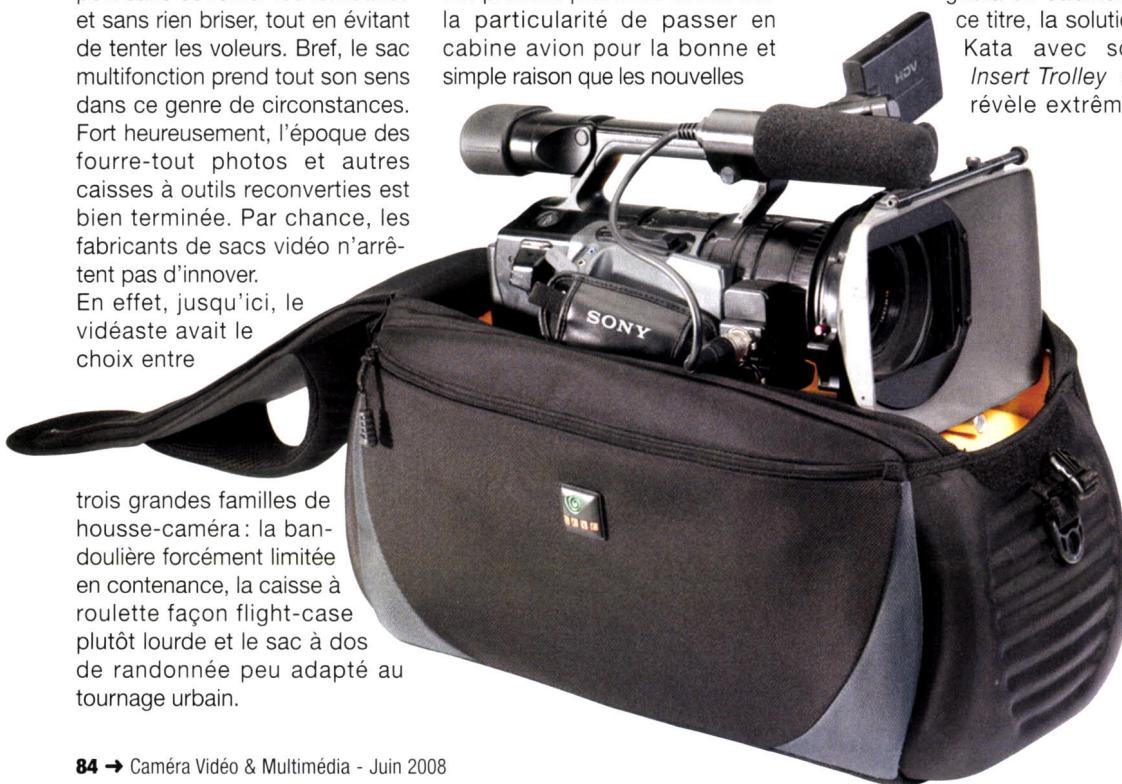 et sans rien briser, tout en évitant
de tenter les voleurs. Bref, le sac
multifonction prend tout son sens
dans ce genre de circonstances.
Fort heureusement, l'époque des
fourre-tout photos et autres
caisses à outils reconverties est
bien terminée. Par chance, les
fabricants de sacs vidéo n'arrê-
tent pas d'innover.
En effet, jusqu'ici, le
vidéaste avait le
choix entre
trois grandes familles de
housse-caméra : la ban-
doulière forcément limitée
en contenance, la caisse à
roulette façon flight-case
plutôt lourde et le sac à dos
de randonnée peu adapté au
tournage urbain.
la particularité de passer en
cabine avion pour la bonne et
simple raison que les nouvelles
ce titre, la
Kata avec
Insert Trolley
HDV
SONY
84 → Caméra Vidéo & Multimédia - Juin 2008